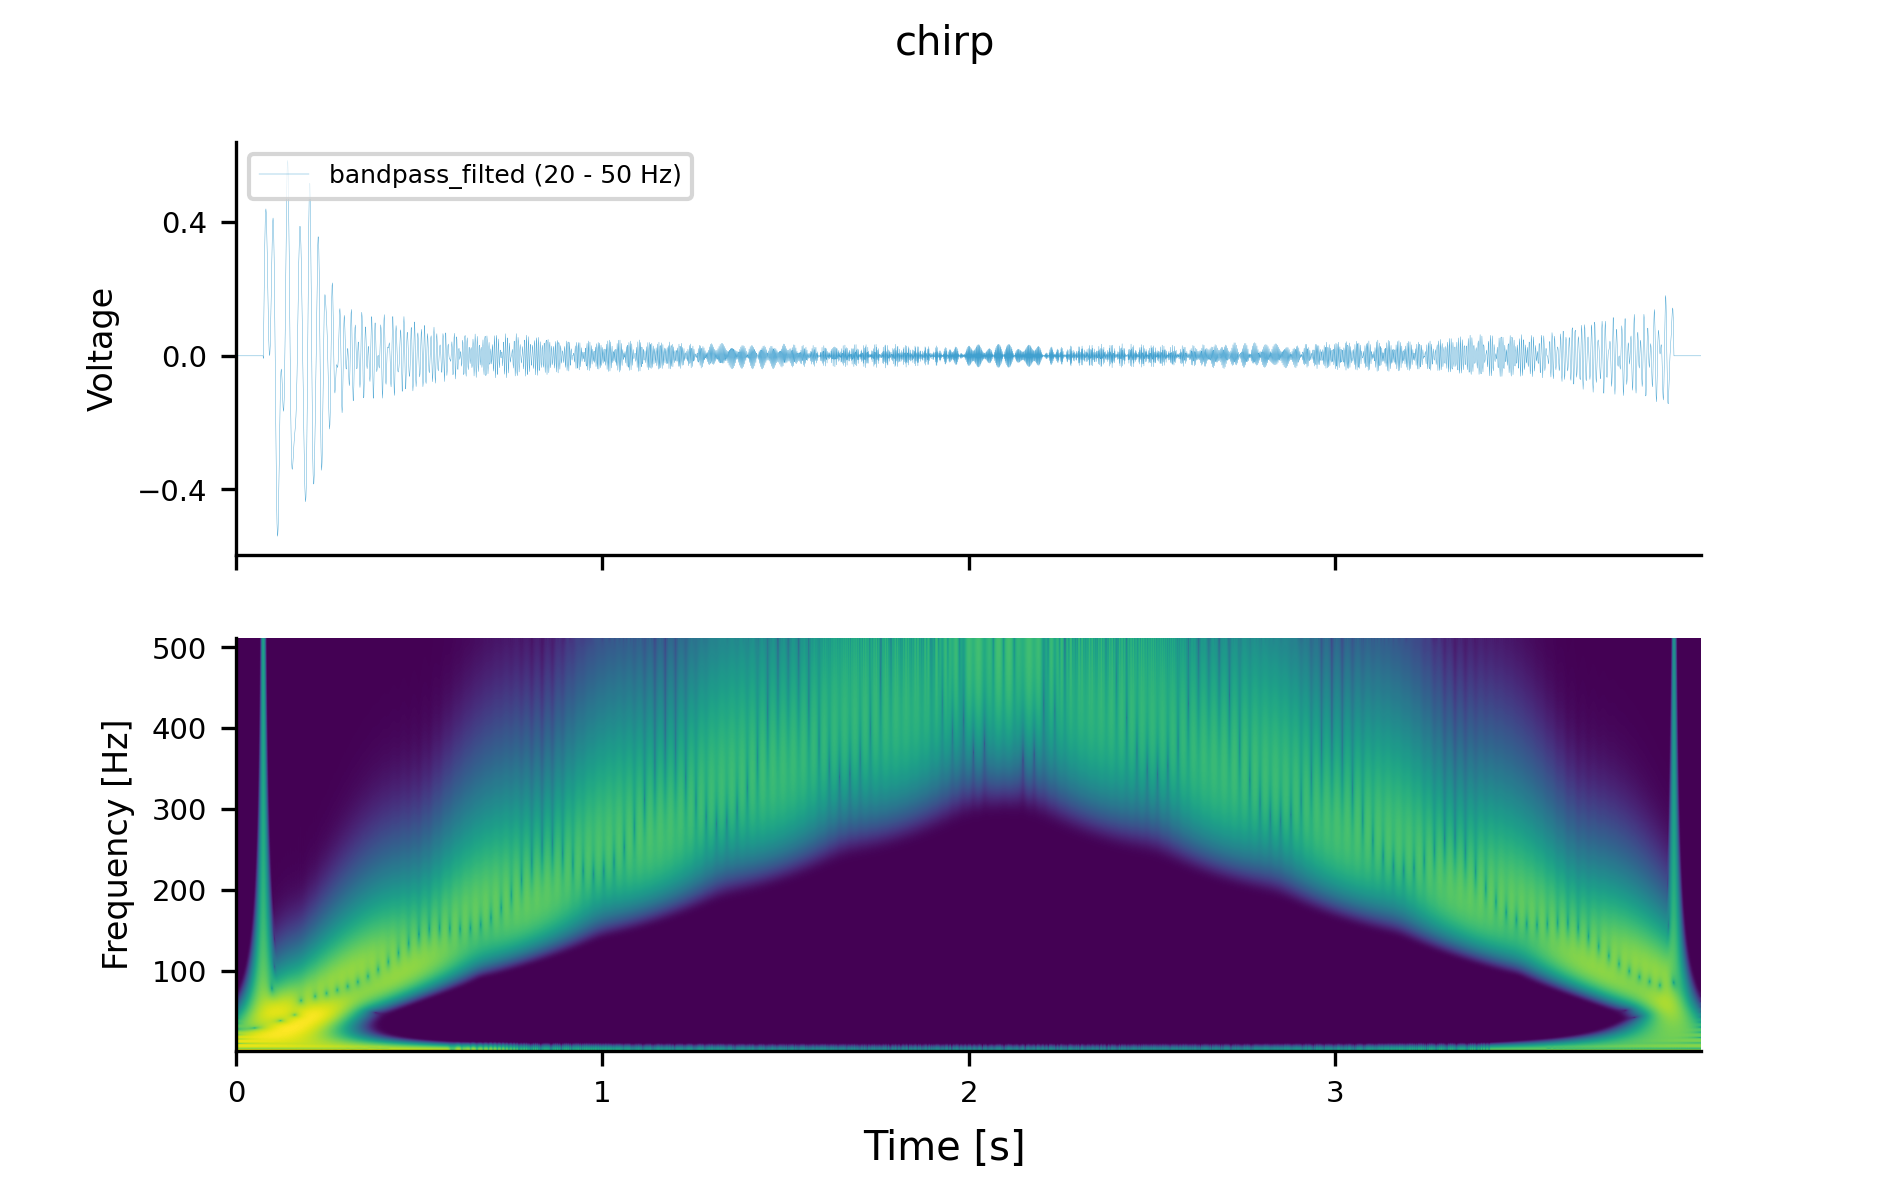 chirp
bandpass_filted (20 - 50 Hz)
Voltage
0.4
0.0
−0.4
Frequency [Hz]
500
400
300
200
100
0 1 2 3
Time [s]